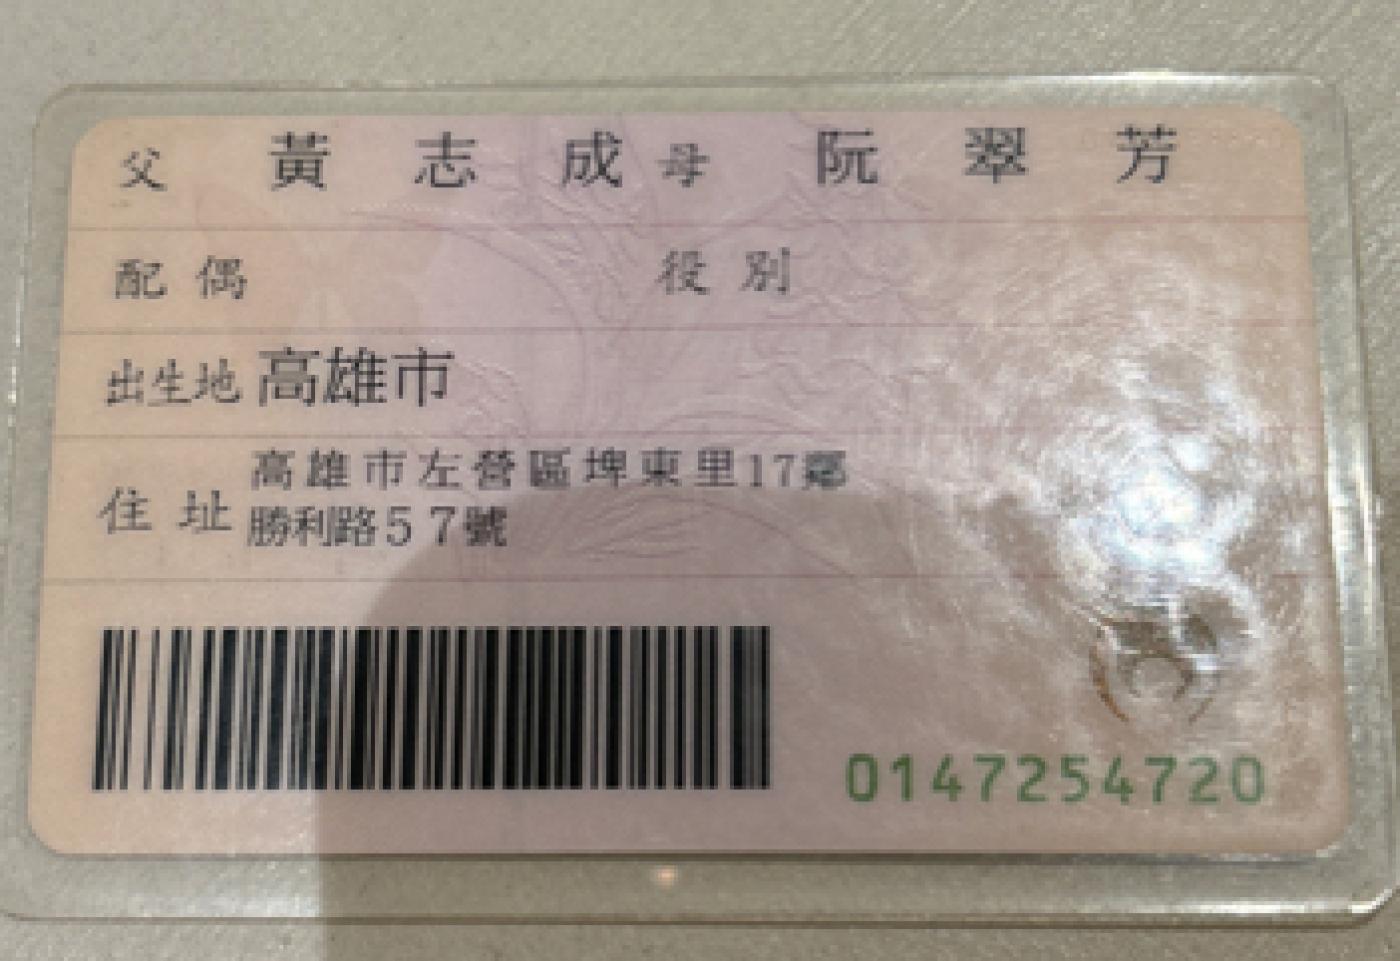 父 黃志成 母 阮翠芳
配偶 役別
出生地 高雄市
住址 高雄市左營區埤東里17鄰
勝利路57號
0147254720